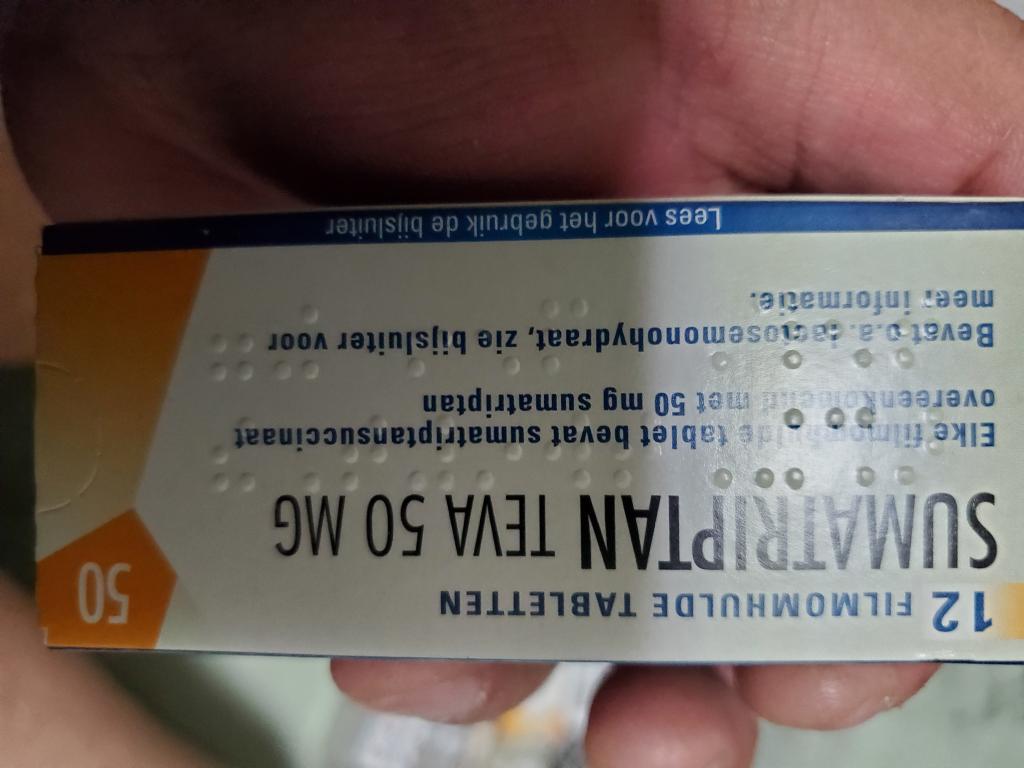 12 FILMOMHULDE TABLETTEN
SUMATRIPTAN TEVA 50 MG
50
Elke filmomhulde tablet bevat sumatriptansuccinaat
overeenkomend met 50 mg sumatriptan
Bevat o.a. lactosemonohydraat, zie bijsluiter voor
meer informatie.
Lees voor het gebruik de bijsluiter